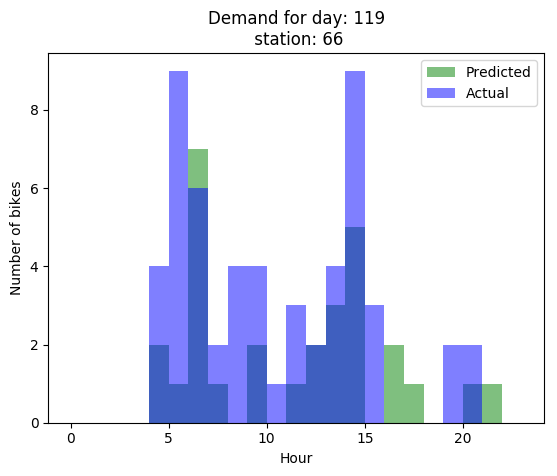 Demand for day: 119
station: 66
Predicted
Actual
Number of bikes
8
6
4
2
0
0
5
10
15
20
Hour